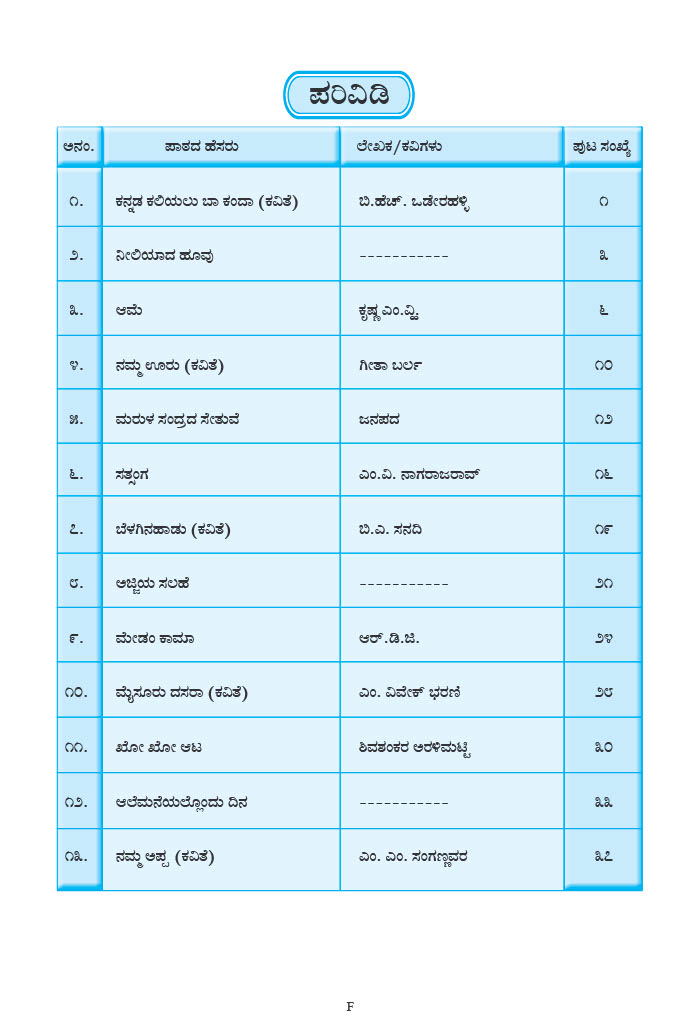 ಪರಿವಿಡಿ
ಅನಂ. ಪಾಠದ ಹೆಸರು ಲೇಖಕ/ಕವಿಗಳು ಪುಟ ಸಂಖ್ಯೆ
೧. ಕನ್ನಡ ಕಲಿಯಲು ಬಾ ಕಂದಾ (ಕವಿತೆ) ಬಿ.ಹೆಚ್. ಒಡೇರಹಳ್ಳಿ ೧
೨. ನೀಲಿಯಾದ ಹೂವು ----------- ೩
೩. ಆಮೆ ಕೃಷ್ಣ ಎಂ.ವ್ಹಿ. ೬
೪. ನಮ್ಮ ಊರು (ಕವಿತೆ) ಗೀತಾ ಬರ್ಲ ೧೦
೫. ಮರುಳ ಸಂದ್ರದ ಸೇತುವೆ ಜನಪದ ೧೨
೬. ಸತ್ಸಂಗ ಎಂ.ವಿ. ನಾಗರಾಜರಾವ್ ೧೬
೭. ಬೆಳಗಿನಹಾಡು (ಕವಿತೆ) ಬಿ.ಎ. ಸನದಿ ೧೯
೮. ಅಜ್ಜಿಯ ಸಲಹೆ ----------- ೨೧
೯. ಮೇಡಂ ಕಾಮಾ ಆರ್.ಡಿ.ಜಿ. ೨೪
೧೦. ಮೈಸೂರು ದಸರಾ (ಕವಿತೆ) ಎಂ. ವಿವೇಕ್ ಭರಣಿ ೨೮
೧೧. ಖೋ ಖೋ ಆಟ ಶಿವಶಂಕರ ಅರಳಿಮಟ್ಟಿ ೩೦
೧೨. ಆಲೆಮನೆಯಲ್ಲೊಂದು ದಿನ ----------- ೩೩
೧೩. ನಮ್ಮ ಅಪ್ಪ (ಕವಿತೆ) ಎಂ. ಎಂ. ಸಂಗಣ್ಣವರ ೩೭
F